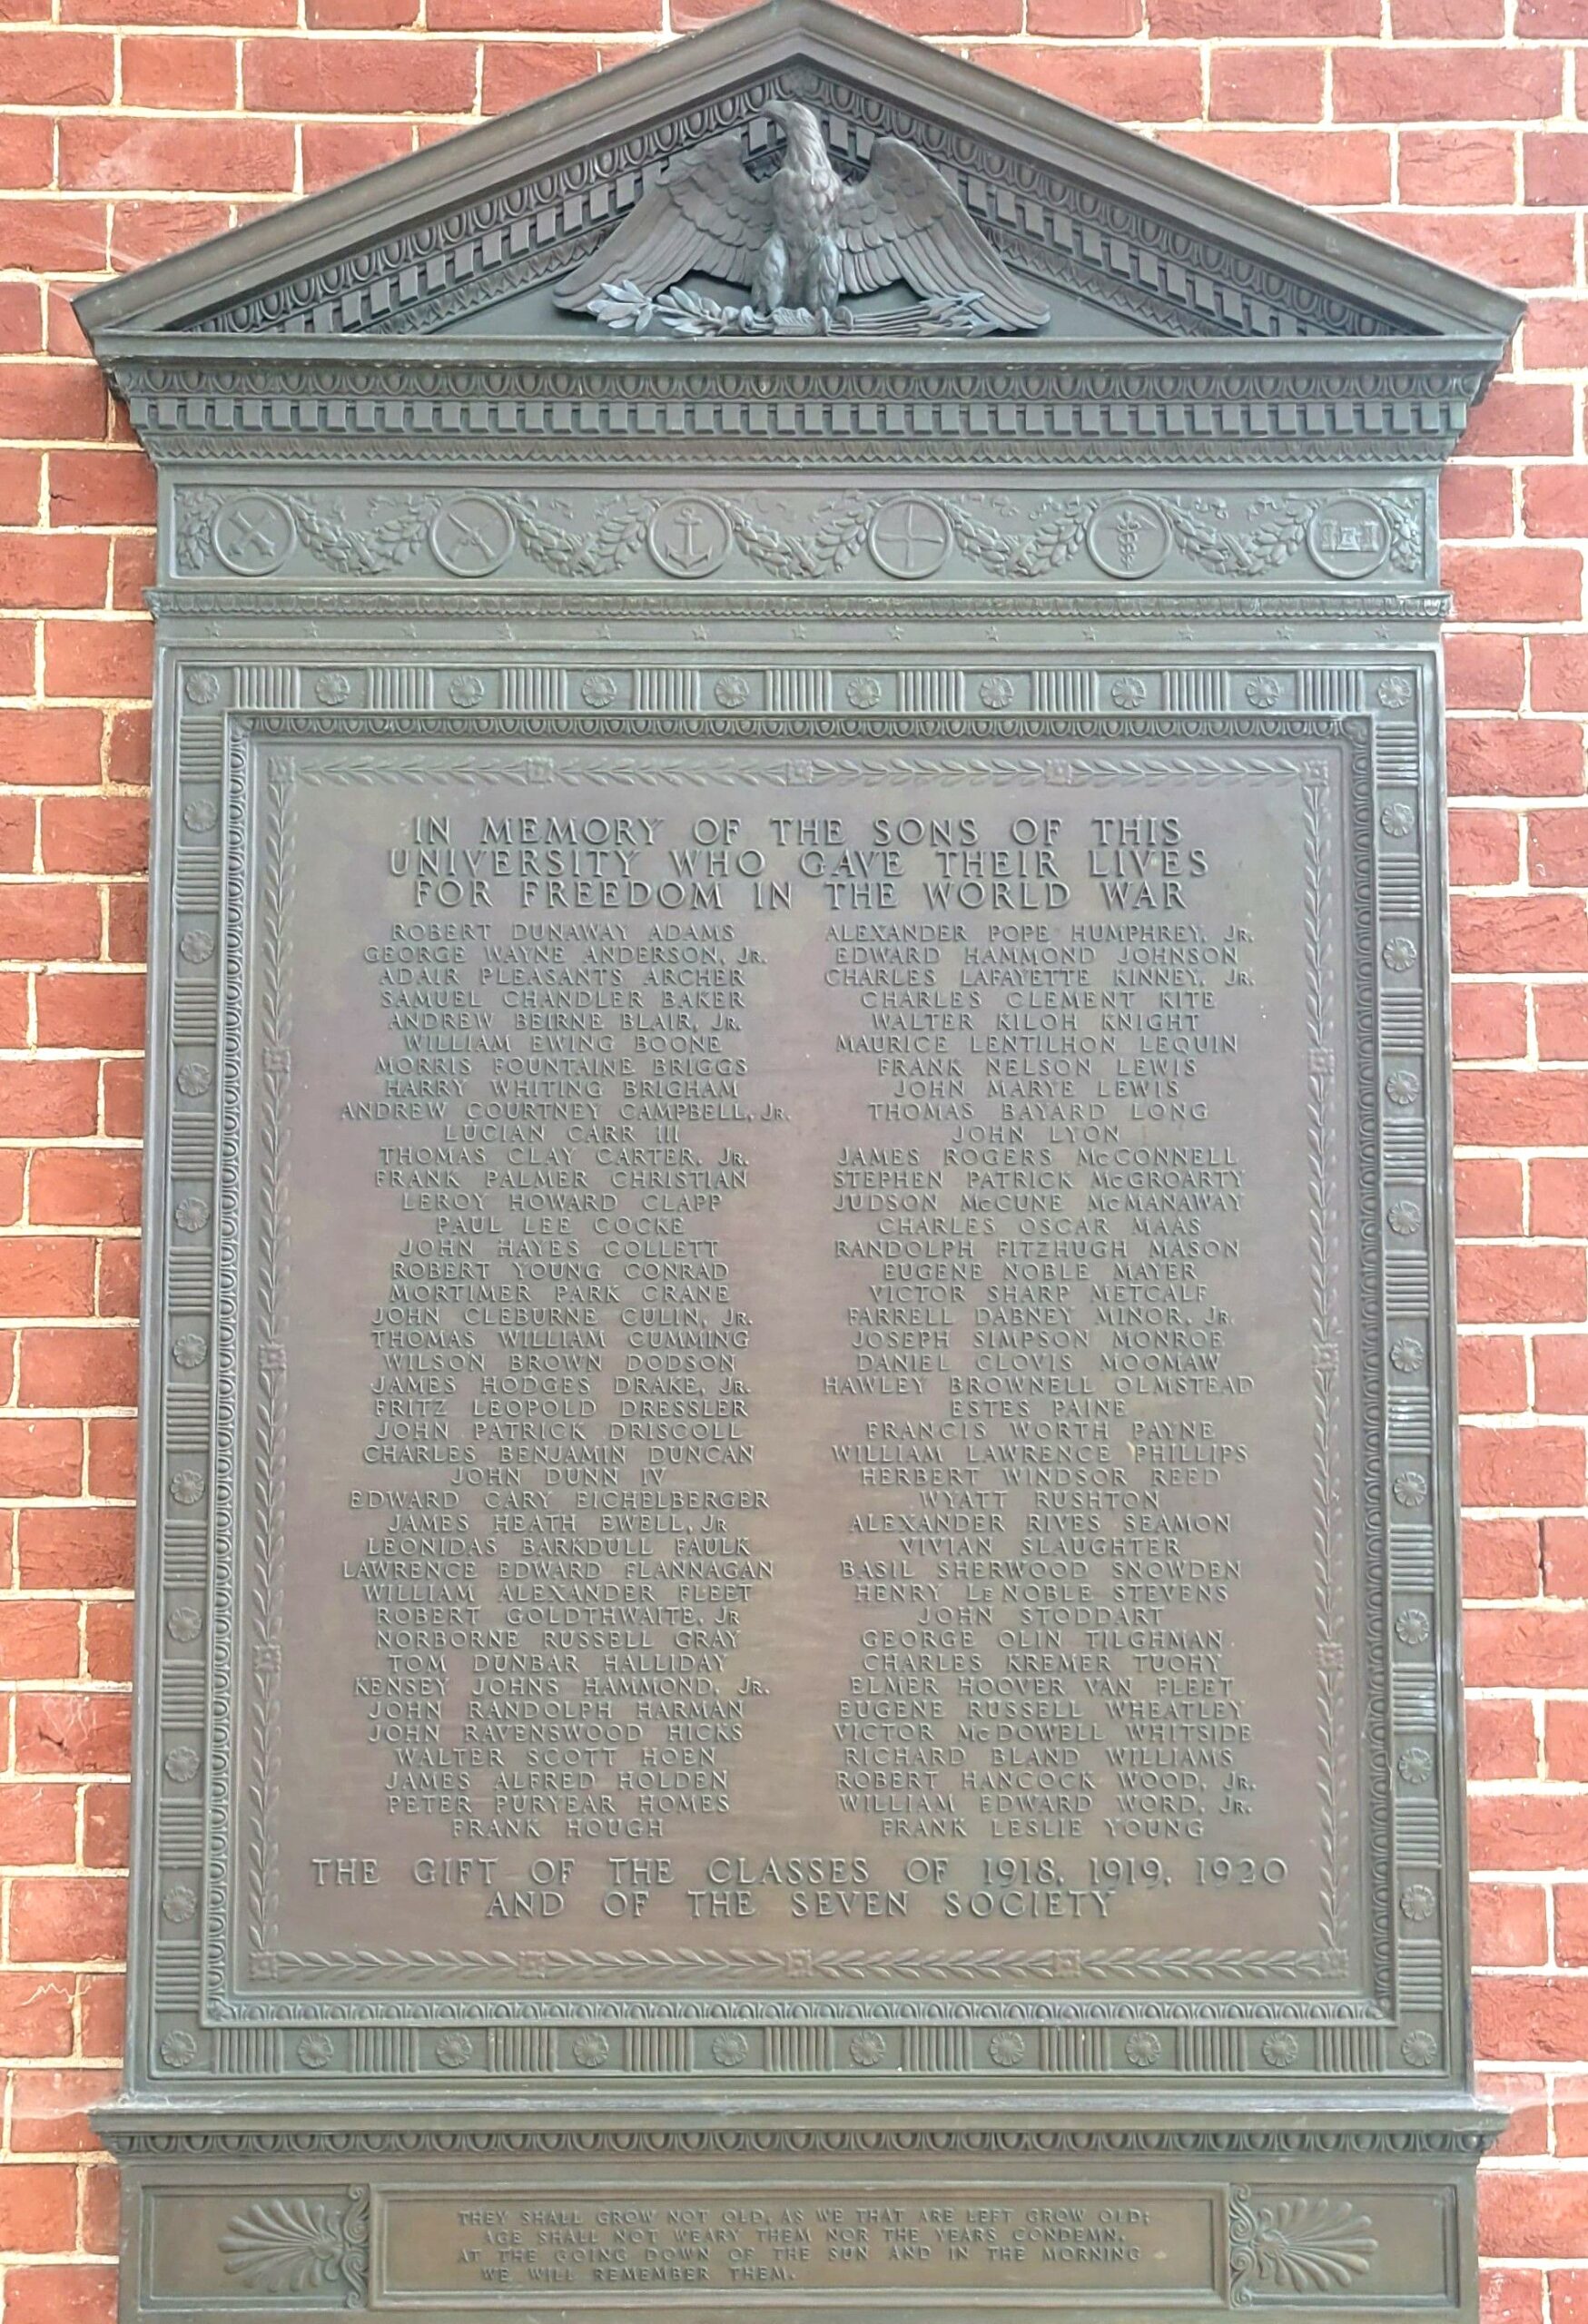 IN MEMORY OF THE SONS OF THIS
UNIVERSITY WHO GAVE THEIR LIVES
FOR FREEDOM IN THE WORLD WAR
ROBERT DUNAWAY ADAMS
GEORGE WAYNE ANDERSON, JR.
ADAIR PLEASANTS ARCHER
SAMUEL CHANDLER BAKER
ANDREW BEIRNE BLAIR, JR.
WILLIAM EWING BOONE
MORRIS FOUNTAINE BRIGGS
HARRY WHITING BRIGHAM
ANDREW COURTNEY CAMPBELL, JR.
LUCIAN CARR III
THOMAS CLAY CARTER, JR.
FRANK PALMER CHRISTIAN
LEROY HOWARD CLAPP
PAUL LEE COCKE
JOHN HAYES COLLETT
ROBERT YOUNG CONRAD
MORTIMER PARK CRANE
JOHN CLEBURNE CULIN, JR.
THOMAS WILLIAM CUMMING
WILSON BROWN DODSON
JAMES HODGES DRAKE, JR.
FRITZ LEOPOLD DRESSLER
JOHN PATRICK DRISCOLL
CHARLES BENJAMIN DUNCAN
JOHN DUNN IV
EDWARD CARY EICHELBERGER
JAMES HEATH EWELL, JR
LEONIDAS BARKDULL FAULK
LAWRENCE EDWARD FLANNAGAN
WILLIAM ALEXANDER FLEET
ROBERT GOLDTHWAITE, JR
NORBORNE RUSSELL GRAY
TOM DUNBAR HALLIDAY
KENSEY JOHNS HAMMOND, JR.
JOHN RANDOLPH HARMAN
JOHN RAVENSWOOD HICKS
WALTER SCOTT HOEN
JAMES ALFRED HOLDEN
PETER PURYEAR HOMES
FRANK HOUGH
ALEXANDER POPE HUMPHREY, JR.
EDWARD HAMMOND JOHNSON
CHARLES LAFAYETTE KINNEY, JR.
CHARLES CLEMENT KITE
WALTER KILOH KNIGHT
MAURICE LENTILHON LEQUIN
FRANK NELSON LEWIS
JOHN MARYE LEWIS
THOMAS BAYARD LONG
JOHN LYON
JAMES ROGERS McCONNELL
STEPHEN PATRICK McGROARTY
JUDSON McCUNE McMANAWAY
CHARLES OSCAR MAAS
RANDOLPH FITZHUGH MASON
EUGENE NOBLE MAYER
VICTOR SHARP METCALF
FARRELL DABNEY MINOR, JR.
JOSEPH SIMPSON MONROE
DANIEL CLOVIS MOOMAW
HAWLEY BROWNELL OLMSTEAD
ESTES PAINE
FRANCIS WORTH PAYNE
WILLIAM LAWRENCE PHILLIPS
HERBERT WINDSOR REED
WYATT RUSHTON
ALEXANDER RIVES SEAMON
VIVIAN SLAUGHTER
BASIL SHERWOOD SNOWDEN
HENRY LE NOBLE STEVENS
JOHN STODDART
GEORGE OLIN TILGHMAN
CHARLES KREMER TUOHY
ELMER HOOVER VAN FLEET
EUGENE RUSSELL WHEATLEY
VICTOR McDOWELL WHITSIDE
RICHARD BLAND WILLIAMS
ROBERT HANCOCK WOOD, JR.
WILLIAM EDWARD WORD, JR.
FRANK LESLIE YOUNG
THE GIFT OF THE CLASSES OF 1918, 1919, 1920
AND OF THE SEVEN SOCIETY
THEY SHALL GROW NOT OLD, AS WE THAT ARE LEFT GROW OLD;
AGE SHALL NOT WEARY THEM NOR THE YEARS CONDEMN.
AT THE GOING DOWN OF THE SUN AND IN THE MORNING
WE WILL REMEMBER THEM.